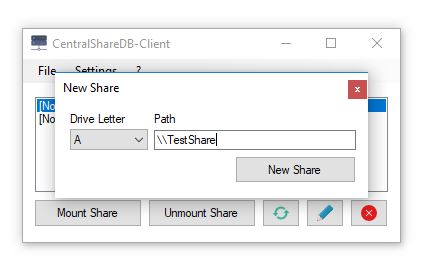 CentralShareDB-Client
File Settings ?
New Share
x
[No
[No
Drive Letter Path
A \\TestShare
New Share
Mount Share Unmount Share